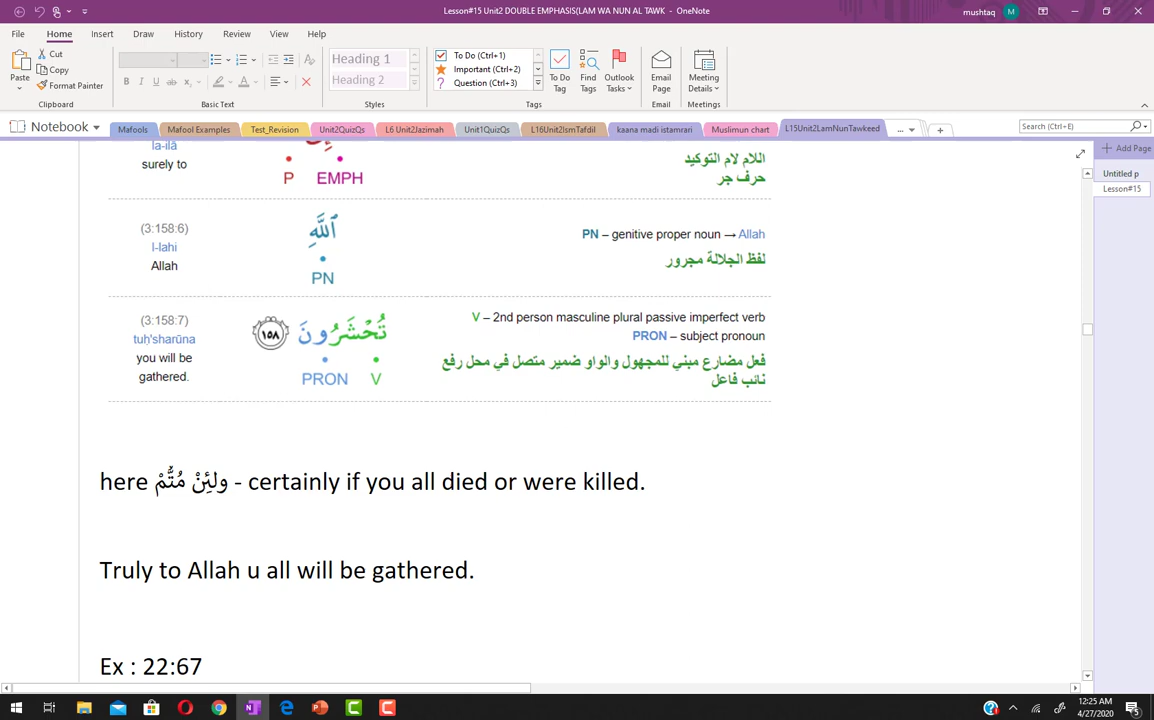 Lesson#15 Unit2 DOUBLE EMPHASIS(LAM WA NUN AL TAWK - OneNote
mushtaq M
File Home Insert Draw History Review View Help
Paste Cut Copy Format Painter
Clipboard
B I U ab x A
Basic Text
Heading 1
Heading 2
Styles
To Do (Ctrl+1)
Important (Ctrl+2)
? Question (Ctrl+3)
To Do Tag
Find Tags
Outlook Tasks
Tags
Email Page
Email
Meeting Details
Meetings
Notebook
Mafools Mafool Examples Test_Revision Unit2QuizQs L6 Unit2Jazimah Unit1QuizQs L16Unit2IsmTafdil kaana madi istamrari Muslimun chart L15Unit2LamNunTawkeed ... +
Search (Ctrl+E)
Add Page
Untitled p
Lesson#15
la-ilā
surely to
P EMPH
اللام لام التوكيد
حرف جر
(3:158:6)
l-lahi
Allah
ٱللَّهِ
PN
PN – genitive proper noun → Allah
لفظ الجلالة مجرور
(3:158:7)
tuḥ'sharūna
you will be
gathered.
تُحْشَرُونَ ١٥٨
PRON V
V – 2nd person masculine plural passive imperfect verb
PRON – subject pronoun
فعل مضارع مبني للمجهول والواو ضمير متصل في محل رفع
نائب فاعل
here ولَئِنْ مُتُّمْ - certainly if you all died or were killed.
Truly to Allah u all will be gathered.
Ex : 22:67
12:25 AM
4/27/2020
5